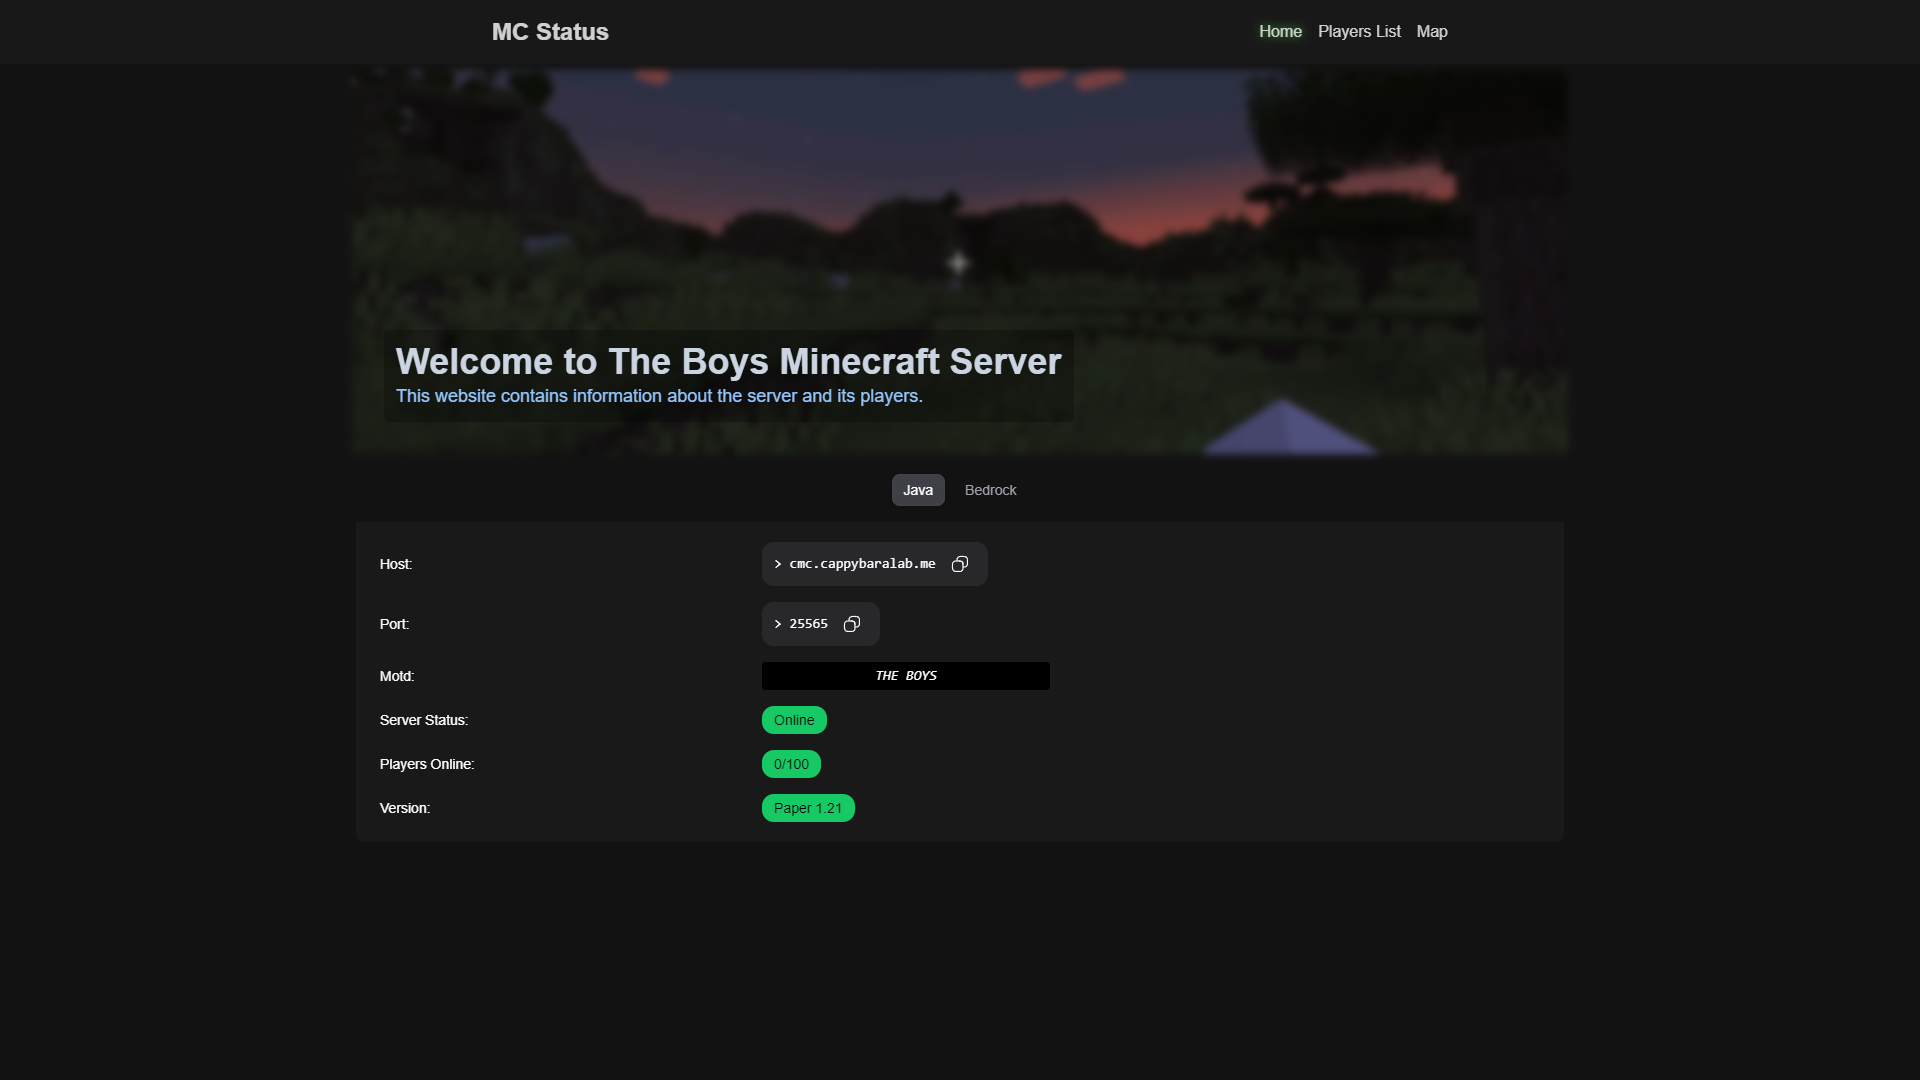 MC Status
Home Players List Map
Welcome to The Boys Minecraft Server
This website contains information about the server and its players.
Java Bedrock
Host: > cmc.cappybaralab.me
Port: > 25565
Motd: THE BOYS
Server Status: Online
Players Online: 0/100
Version: Paper 1.21